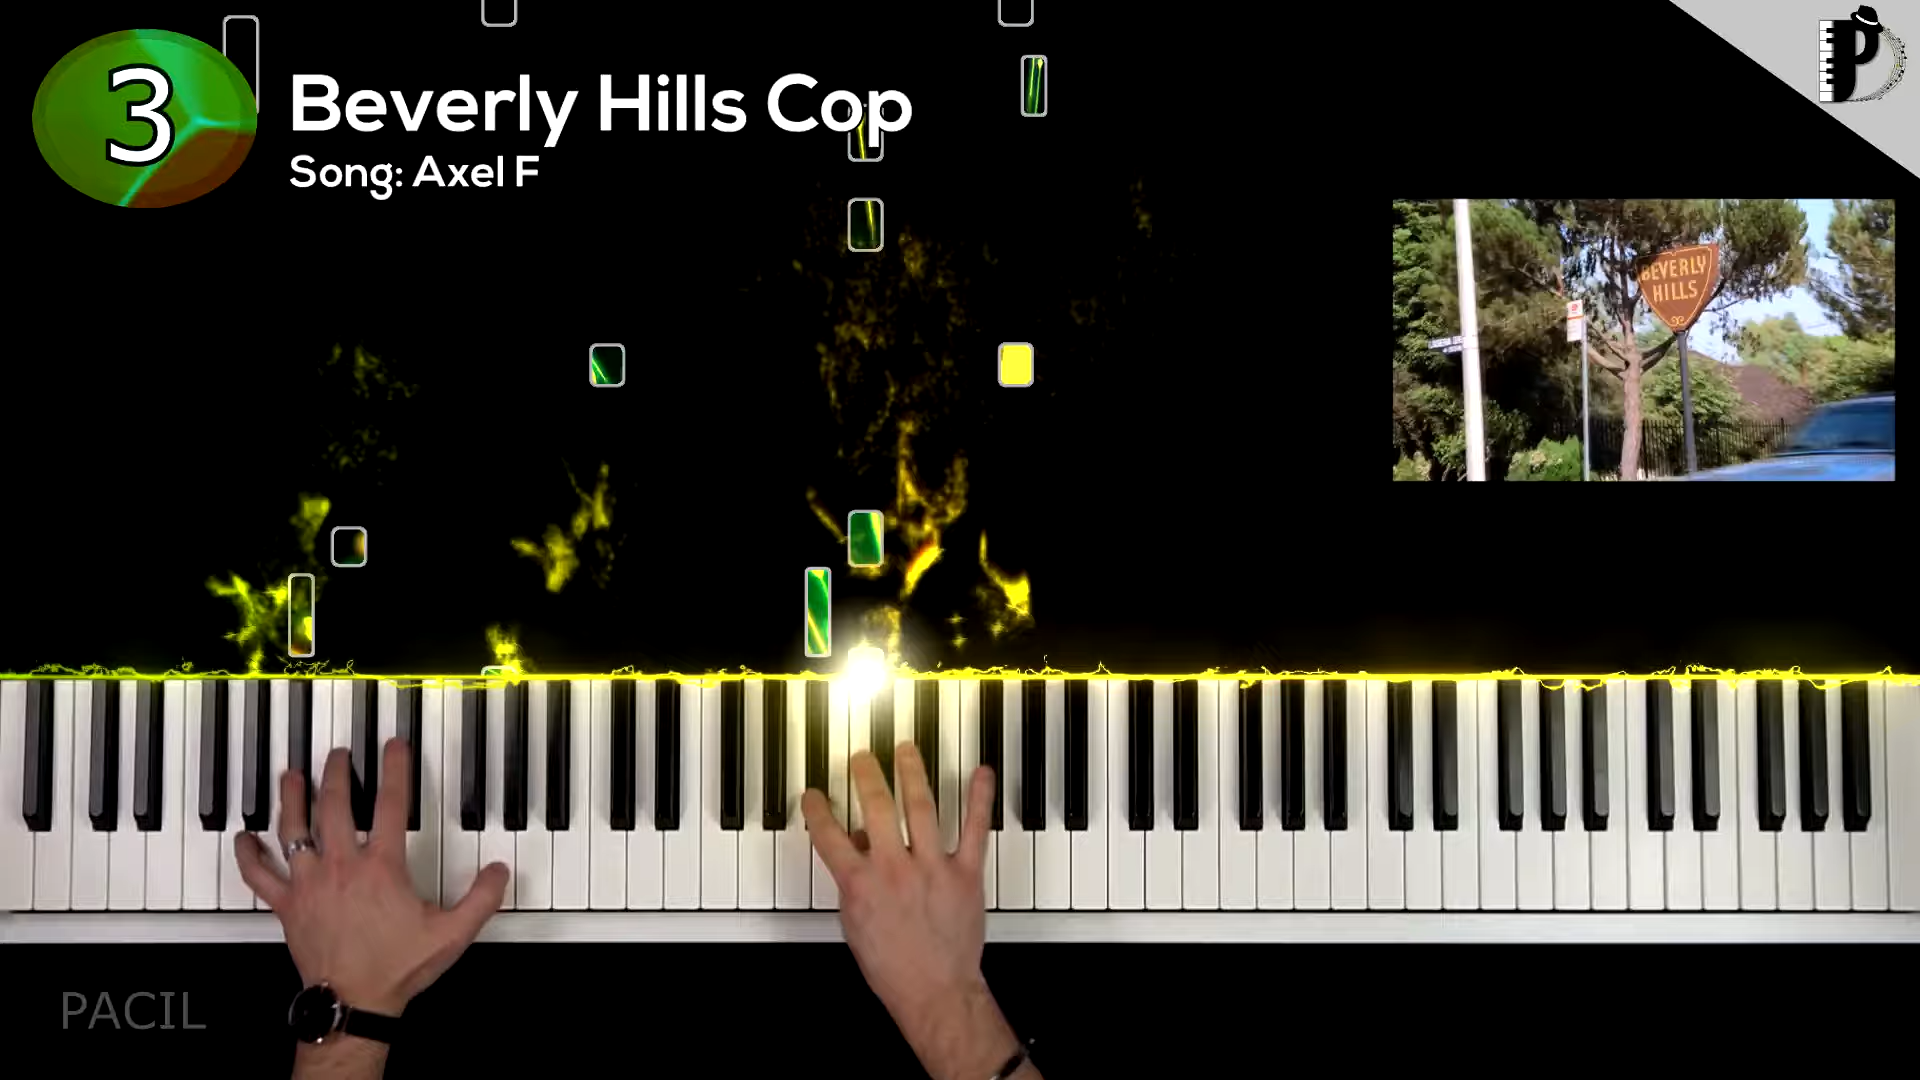 3
Beverly Hills Cop
Song: Axel F
P
BEVERLY
HILLS
PACIL